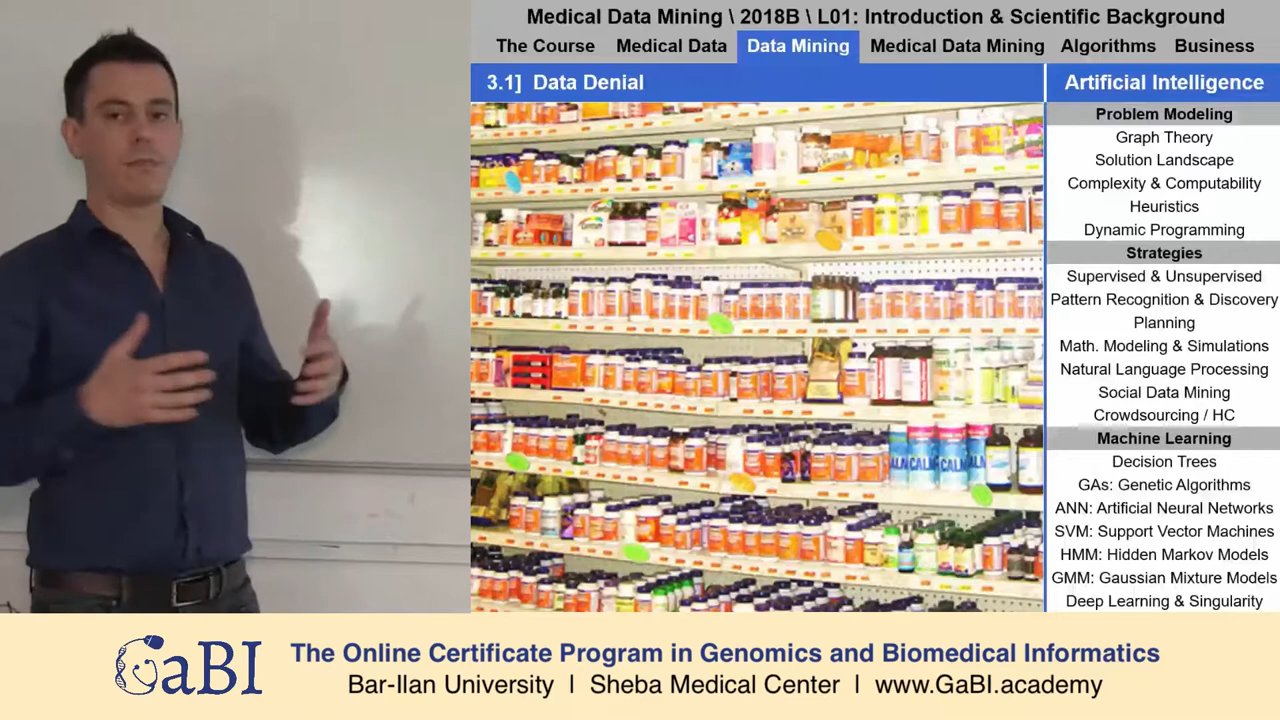 Medical Data Mining \ 2018B \ L01: Introduction & Scientific Background
The Course Medical Data Data Mining Medical Data Mining Algorithms Business
3.1] Data Denial
Artificial Intelligence
Problem Modeling
Graph Theory
Solution Landscape
Complexity & Computability
Heuristics
Dynamic Programming
Strategies
Supervised & Unsupervised
Pattern Recognition & Discovery
Planning
Math. Modeling & Simulations
Natural Language Processing
Social Data Mining
Crowdsourcing / HC
Machine Learning
Decision Trees
GAs: Genetic Algorithms
ANN: Artificial Neural Networks
SVM: Support Vector Machines
HMM: Hidden Markov Models
GMM: Gaussian Mixture Models
Deep Learning & Singularity
CALM CALM
GaBI
The Online Certificate Program in Genomics and Biomedical Informatics
Bar-Ilan University | Sheba Medical Center | www.GaBI.academy